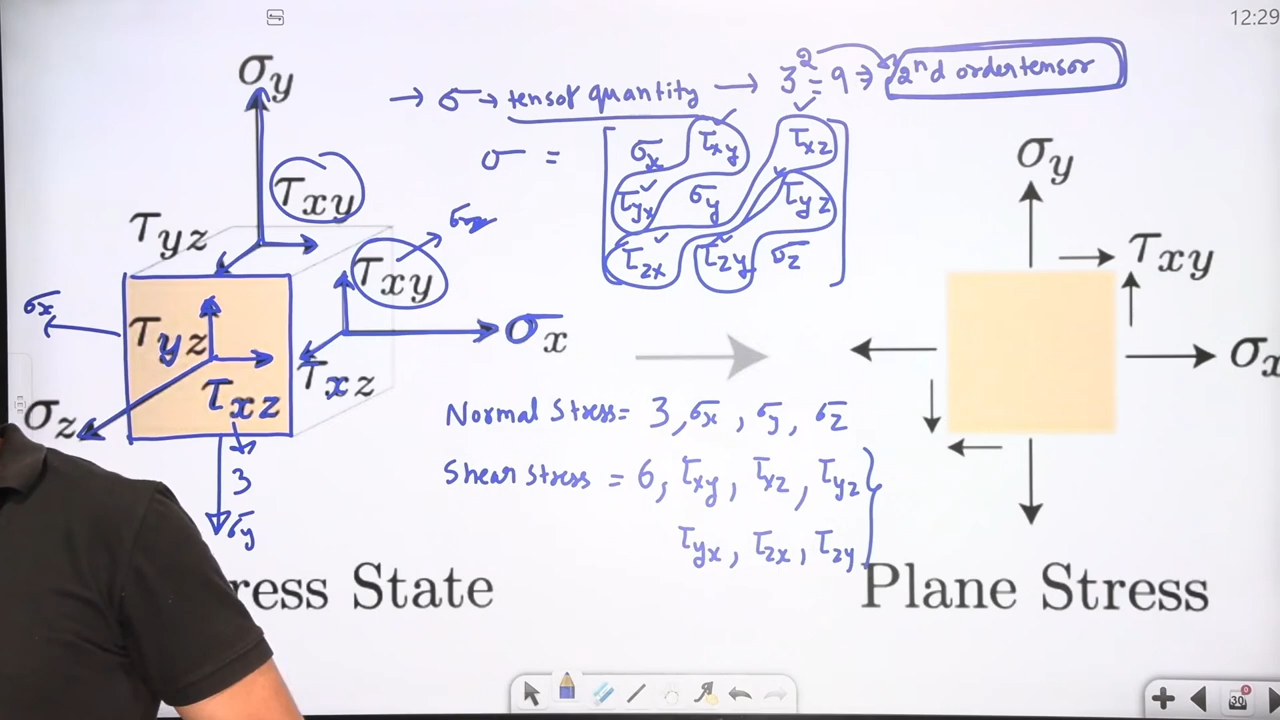 12:29
→ σ → tensor quantity → 3² = 9 ⇒ 2nd order tensor
σ =
σx τxy τxz
τyx σy τyz
τzx τzy σz
σy
τxy
τyz
τxy
σx
τyz
τxz
σx
τxz
σz
3
σy
Normal Stress = 3, σx, σy, σz
Shear Stress = 6, τxy, τxz, τyz
τyx, τzx, τzy
ress State
σy
τxy
σx
Plane Stress
30